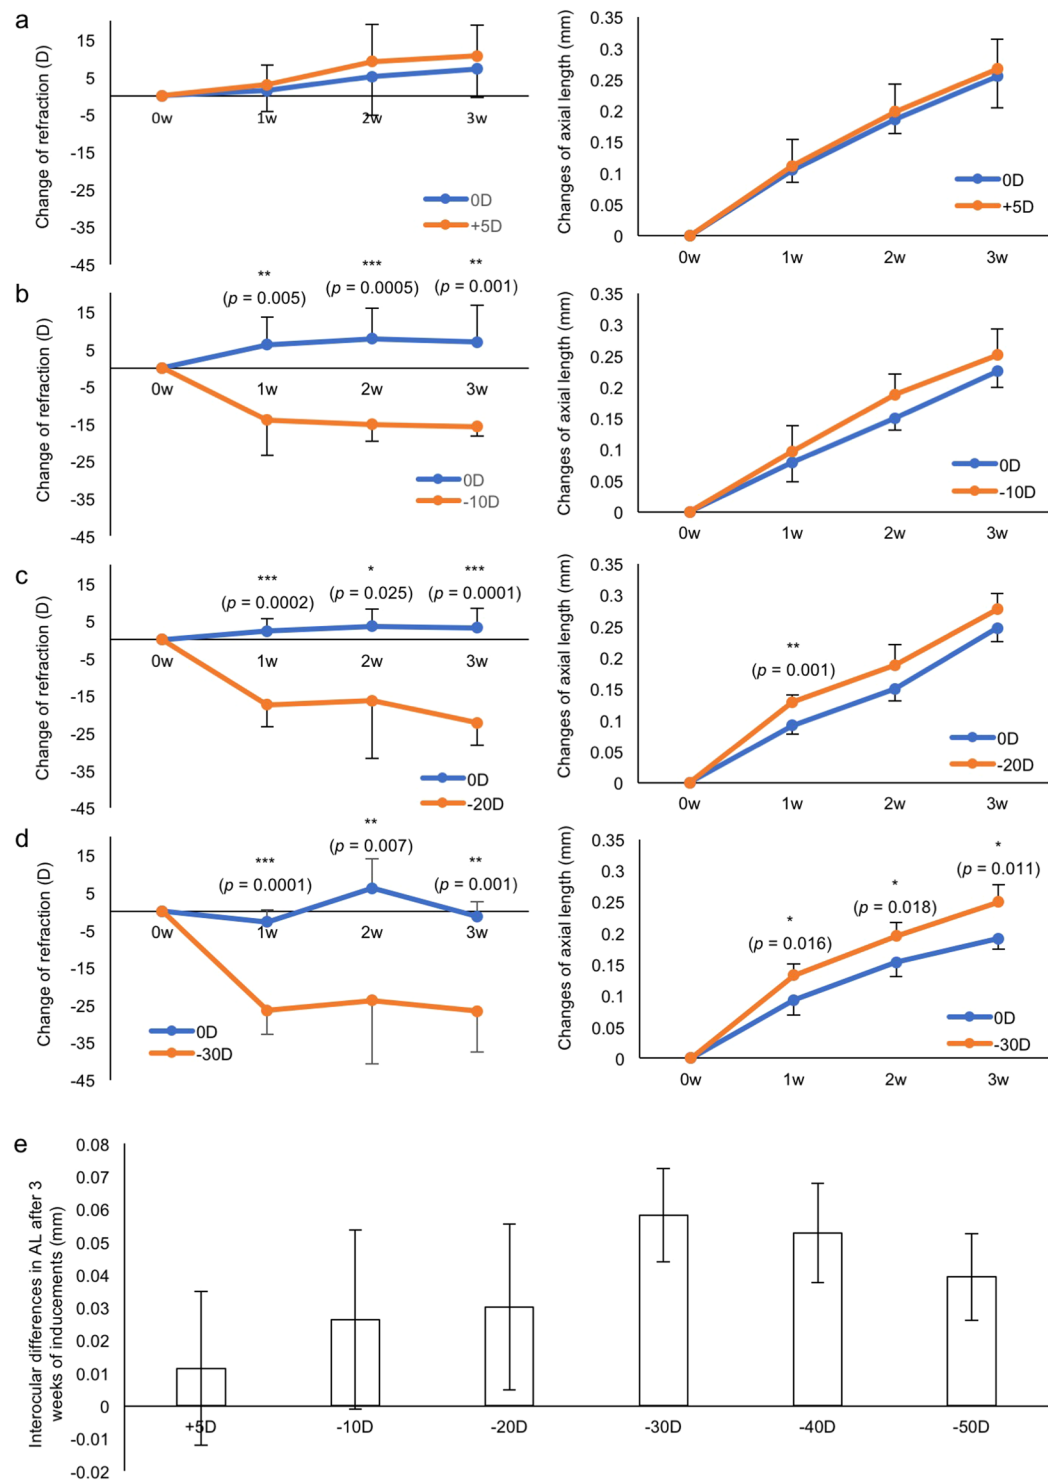 a
Change of refraction (D)
15
5
-5
-15
-25
-35
-45
0w 1w 2w 3w
0D
+5D
Changes of axial length (mm)
0.35
0.3
0.25
0.2
0.15
0.1
0.05
0
0w 1w 2w 3w
0D
+5D
b
Change of refraction (D)
15
5
-5
-15
-25
-35
-45
** *** **
(p = 0.005) (p = 0.0005) (p = 0.001)
0w 1w 2w 3w
0D
-10D
Changes of axial length (mm)
0.35
0.3
0.25
0.2
0.15
0.1
0.05
0
0w 1w 2w 3w
0D
-10D
c
Change of refraction (D)
15
5
-5
-15
-25
-35
-45
*** * ***
(p = 0.0002) (p = 0.025) (p = 0.0001)
0w 1w 2w 3w
0D
-20D
Changes of axial length (mm)
0.35
0.3
0.25
0.2
0.15
0.1
0.05
0
**
(p = 0.001)
0w 1w 2w 3w
0D
-20D
d
Change of refraction (D)
15
5
-5
-15
-25
-35
-45
*** ** **
(p = 0.0001) (p = 0.007) (p = 0.001)
0w 1w 2w 3w
0D
-30D
Changes of axial length (mm)
0.35
0.3
0.25
0.2
0.15
0.1
0.05
0
* * *
(p = 0.016) (p = 0.018) (p = 0.011)
0w 1w 2w 3w
0D
-30D
e
Interocular differences in AL after 3
weeks of inducements (mm)
0.08
0.07
0.06
0.05
0.04
0.03
0.02
0.01
0
-0.01
-0.02
+5D -10D -20D -30D -40D -50D